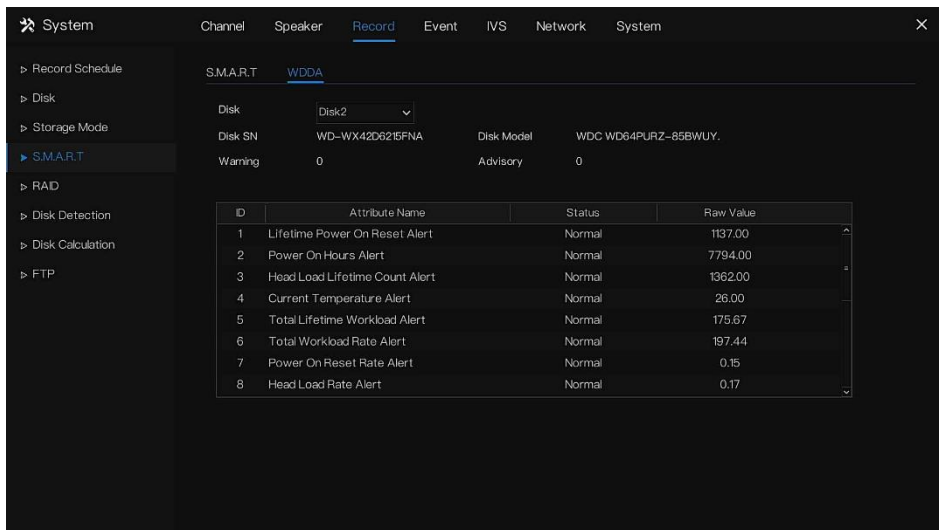 System Channel Speaker Record Event IVS Network System
Record Schedule
Disk
Storage Mode
S.M.A.R.T
RAID
Disk Detection
Disk Calculation
FTP
S.M.A.R.T WDDA
Disk Disk2
Disk SN WD-WX42D6215FNA Disk Model WDC WD64PURZ-85BWUY.
Warning 0 Advisory 0
ID Attribute Name Status Raw Value
1 Lifetime Power On Reset Alert Normal 1137.00
2 Power On Hours Alert Normal 7794.00
3 Head Load Lifetime Count Alert Normal 1362.00
4 Current Temperature Alert Normal 26.00
5 Total Lifetime Workload Alert Normal 175.67
6 Total Workload Rate Alert Normal 197.44
7 Power On Reset Rate Alert Normal 0.15
8 Head Load Rate Alert Normal 0.17